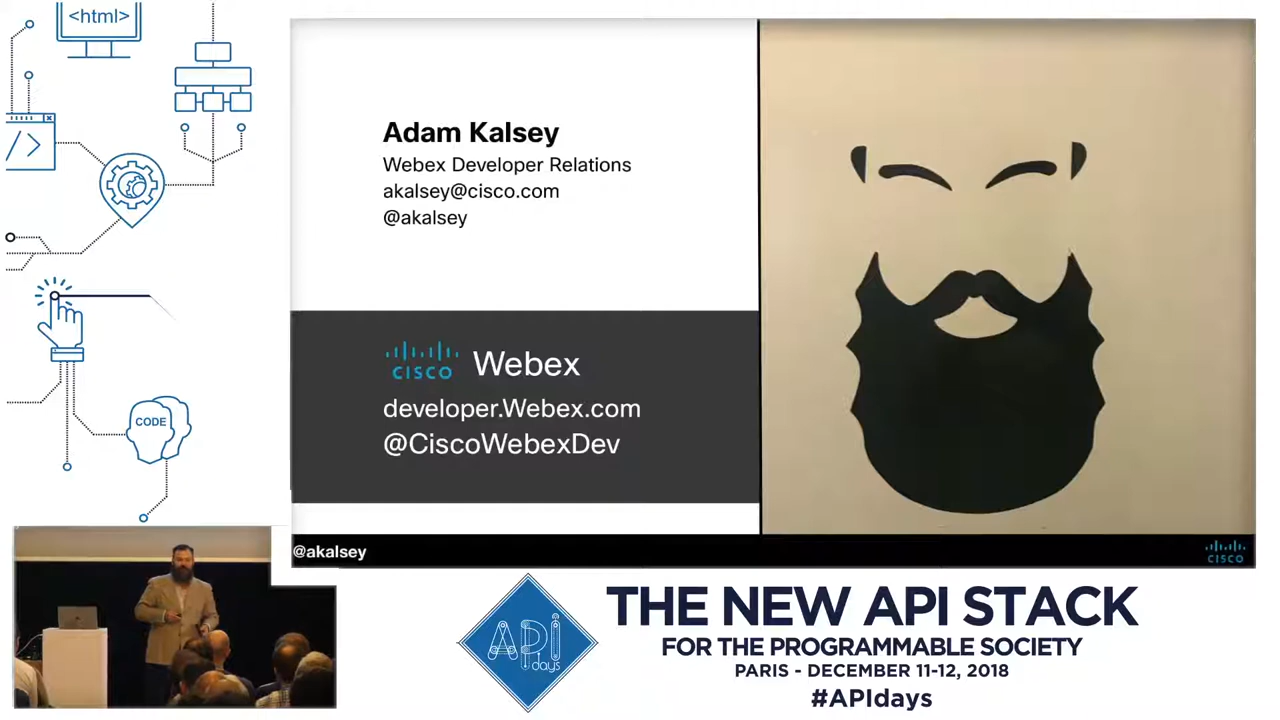 <html>
</>
CODE
Adam Kalsey
Webex Developer Relations
akalsey@cisco.com
@akalsey
CISCO Webex
developer.Webex.com
@CiscoWebexDev
@akalsey
CISCO
API
days
THE NEW API STACK
FOR THE PROGRAMMABLE SOCIETY
PARIS - DECEMBER 11-12, 2018
#APIdays